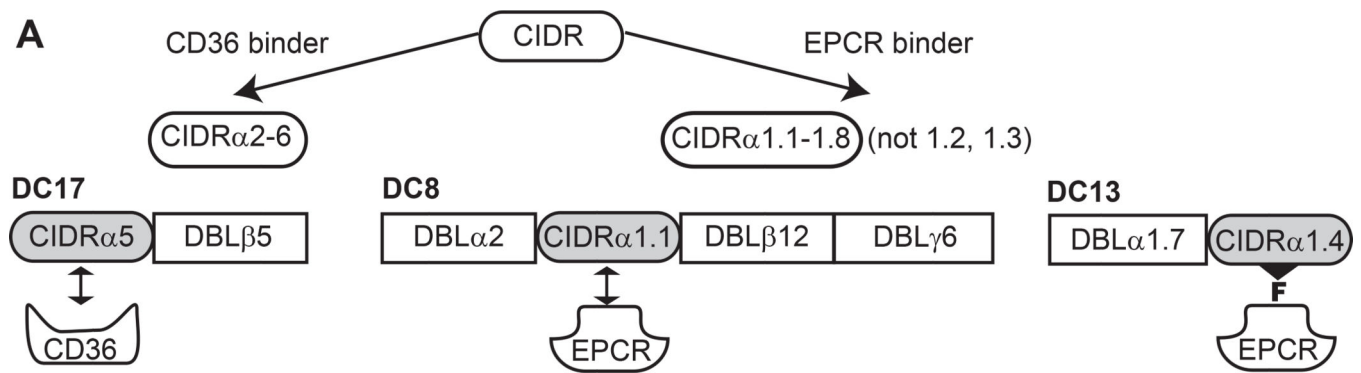 A
CD36 binder
CIDR
EPCR binder
CIDRα2-6
CIDRα1.1-1.8 (not 1.2, 1.3)
DC17
DC8
DC13
CIDRα5 DBLβ5
DBLα2 CIDRα1.1 DBLβ12 DBLγ6
DBLα1.7 CIDRα1.4
F
CD36
EPCR
EPCR